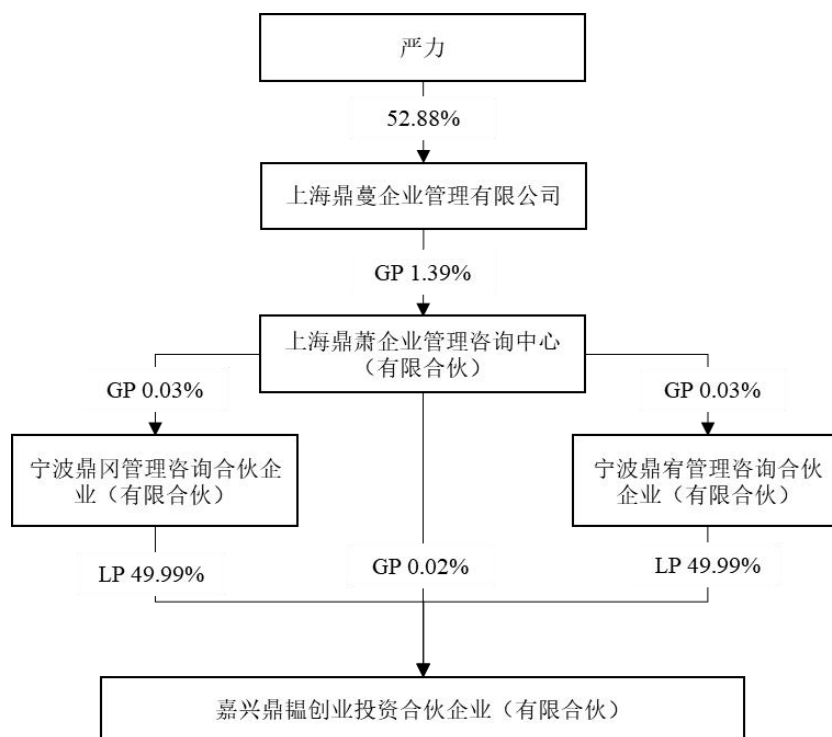 严力
52.88%
上海鼎蔓企业管理有限公司
GP 1.39%
上海鼎萧企业管理咨询中心
（有限合伙）
GP 0.03%
GP 0.03%
宁波鼎冈管理咨询合伙企
业（有限合伙）
宁波鼎宥管理咨询合伙
企业（有限合伙）
LP 49.99%
GP 0.02%
LP 49.99%
嘉兴鼎韫创业投资合伙企业（有限合伙）